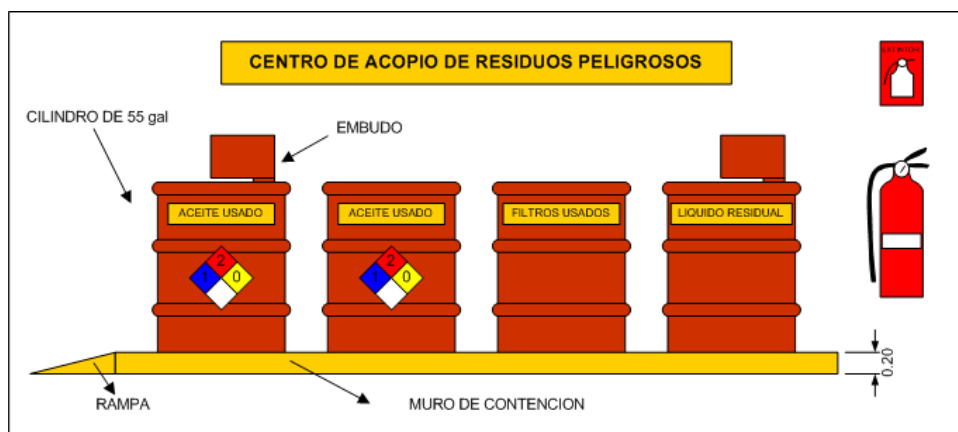 CENTRO DE ACOPIO DE RESIDUOS PELIGROSOS
EXTINTOR
CILINDRO DE 55 gal
EMBUDO
ACEITE USADO
ACEITE USADO
FILTROS USADOS
LIQUIDO RESIDUAL
2
1 0
2
1 0
0.20
RAMPA
MURO DE CONTENCION